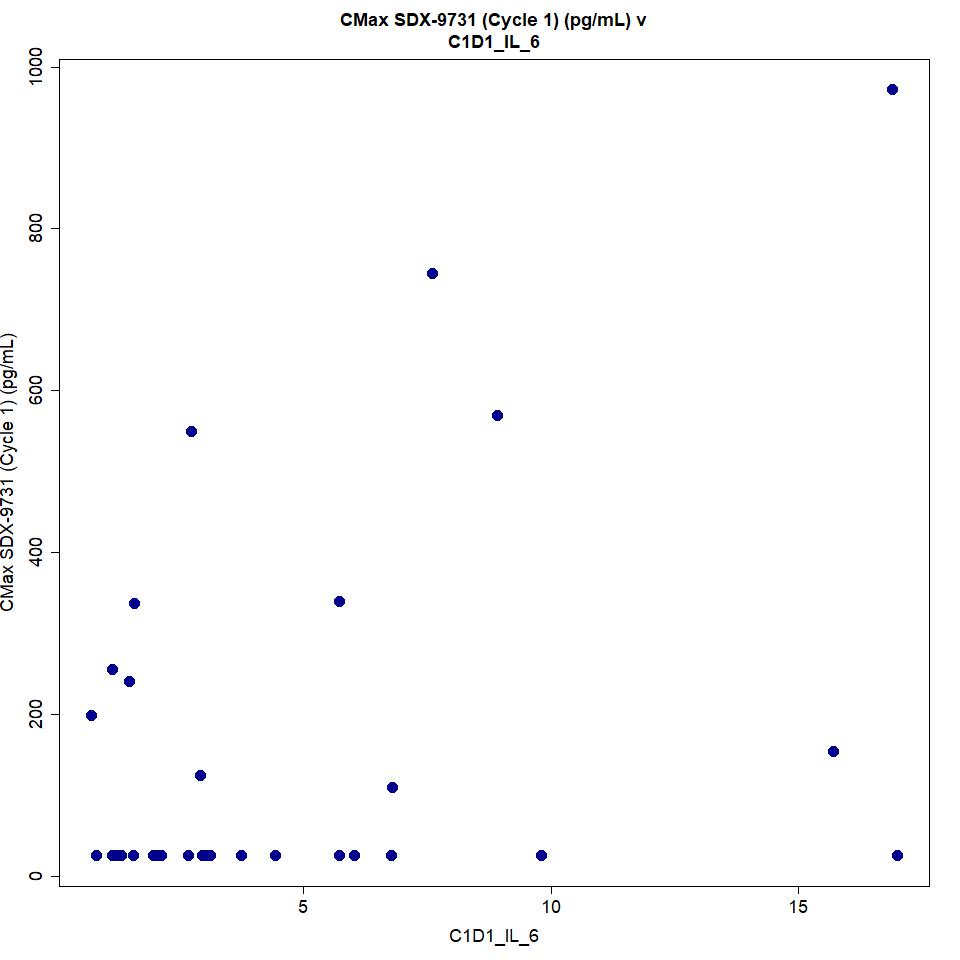 CMax SDX-9731 (Cycle 1) (pg/mL) v
C1D1_IL_6
1000
800
600
400
200
0
CMax SDX-9731 (Cycle 1) (pg/mL)
5
10
15
C1D1_IL_6